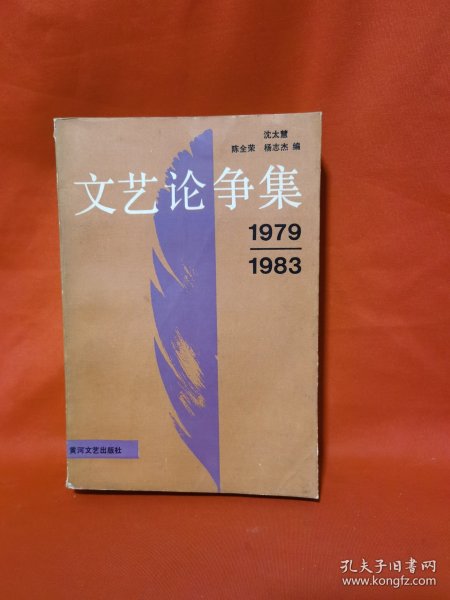 沈太慧
陈全荣 杨志杰 编
文艺论争集
1979
1983
黄河文艺出版社
孔夫子旧书网
www.kongfz.com